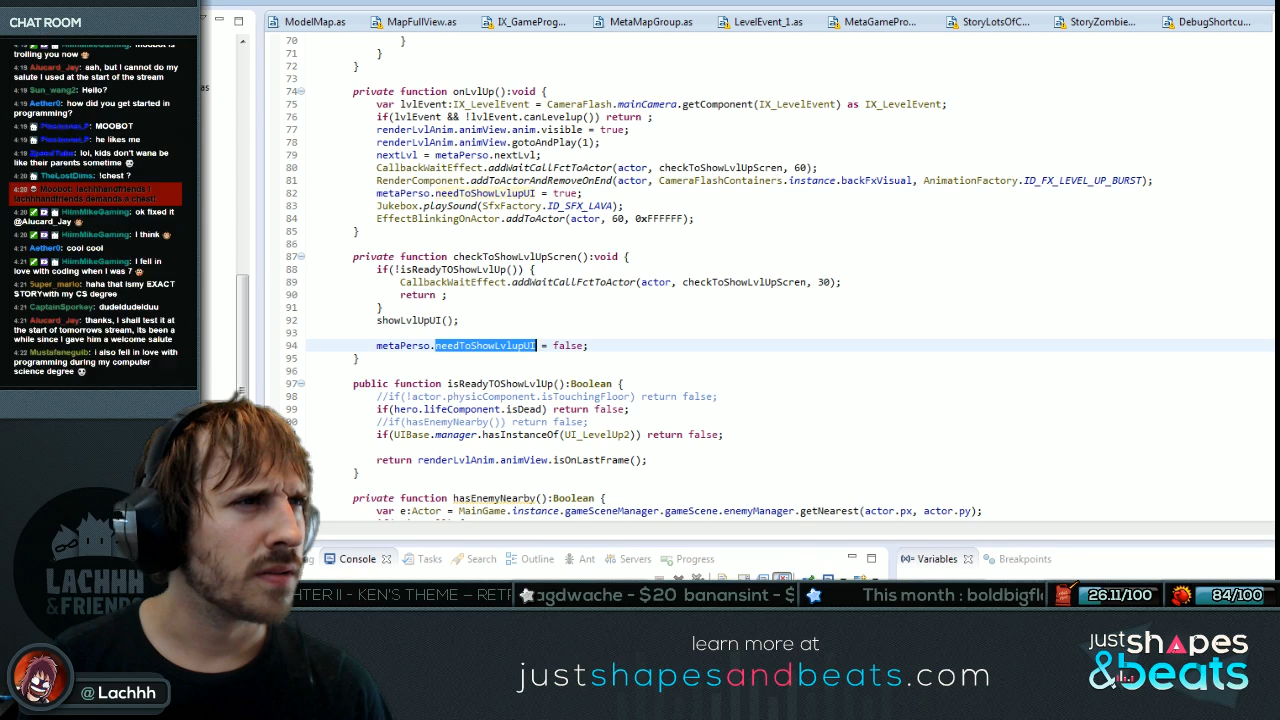 CHAT ROOM
trolling you now
4:19 Alucard_Jay: aah, but I cannot do my
salute I used at the start of the stream
4:19 Sun_wang2: Hello?
4:19 Aether0: how did you get started in
programming?
MOOBOT
he likes me
lol, kids don't wana be
like their parents sometime
4:20 TheLostDims: !chest ?
4:20 Moobot: lachhhandfriends !
lachhhandfriends demands a chest!
4:20 HiimMikeGaming: ok fixed it
@Alucard_Jay
4:20 HiimMikeGaming: I think
4:21 Aether0: cool cool
4:21 HiimMikeGaming: I fell in
love with coding when I was 7
4:21 Super_mario: haha that ismy EXACT
STORYwith my CS degree
4:21 CaptainSporkey: dudeldudelduu
4:21 Alucard_Jay: thanks, I shall test it at
the start of tomorrows stream, its been a
while since I gave him a welcome salute
4:22 Mustafaneguib: i also fell in love with
programming during my computer
science degree
as
ModelMap.as MapFullView.as IX_GameProg... MetaMapGroup.as LevelEvent_1.as MetaGamePro... StoryLotsOfC... StoryZombie... DebugShortcu...
70 }
71 }
72 }
73
74 private function onLvlUp():void {
75 var lvlEvent:IX_LevelEvent = CameraFlash.mainCamera.getComponent(IX_LevelEvent) as IX_LevelEvent;
76 if(lvlEvent && !lvlEvent.canLevelup()) return ;
77 renderLvlAnim.animView.anim.visible = true;
78 renderLvlAnim.animView.gotoAndPlay(1);
79 nextLvl = metaPerso.nextLvl;
80 CallbackWaitEffect.addWaitCallFctToActor(actor, checkToShowLvlUpScren, 60);
81 RenderComponent.addToActorAndRemoveOnEnd(actor, CameraFlashContainers.instance.backFxVisual, AnimationFactory.ID_FX_LEVEL_UP_BURST);
82 metaPerso.needToShowLvlupUI = true;
83 Jukebox.playSound(SfxFactory.ID_SFX_LAVA);
84 EffectBlinkingOnActor.addToActor(actor, 60, 0xFFFFFF);
85 }
86
87 private function checkToShowLvlUpScren():void {
88 if(!isReadyTOShowLvlUp()) {
89 CallbackWaitEffect.addWaitCallFctToActor(actor, checkToShowLvlUpScren, 30);
90 return ;
91 }
92 showLvlUpUI();
93
94 metaPerso.needToShowLvlupUI = false;
95 }
96
97 public function isReadyTOShowLvlUp():Boolean {
98 //if(!actor.physicComponent.isTouchingFloor) return false;
99 if(hero.lifeComponent.isDead) return false;
//if(hasEnemyNearby()) return false;
if(UIBase.manager.hasInstanceOf(UI_LevelUp2)) return false;
return renderLvlAnim.animView.isOnLastFrame();
}
private function hasEnemyNearby():Boolean {
var e:Actor = MainGame.instance.gameSceneManager.gameScene.enemyManager.getNearest(actor.px, actor.py);
Console Tasks Search Outline Ant Servers Progress
Variables Breakpoints
HTER II - KEN'S THEME – RETR agdwache - $20 banansint - $ This month : boldbigfl 26.11/100 84/100
LACHHH
& FRIENDS
@ Lachhh
learn more at
justshapesandbeats.com
just
shapes
&beats